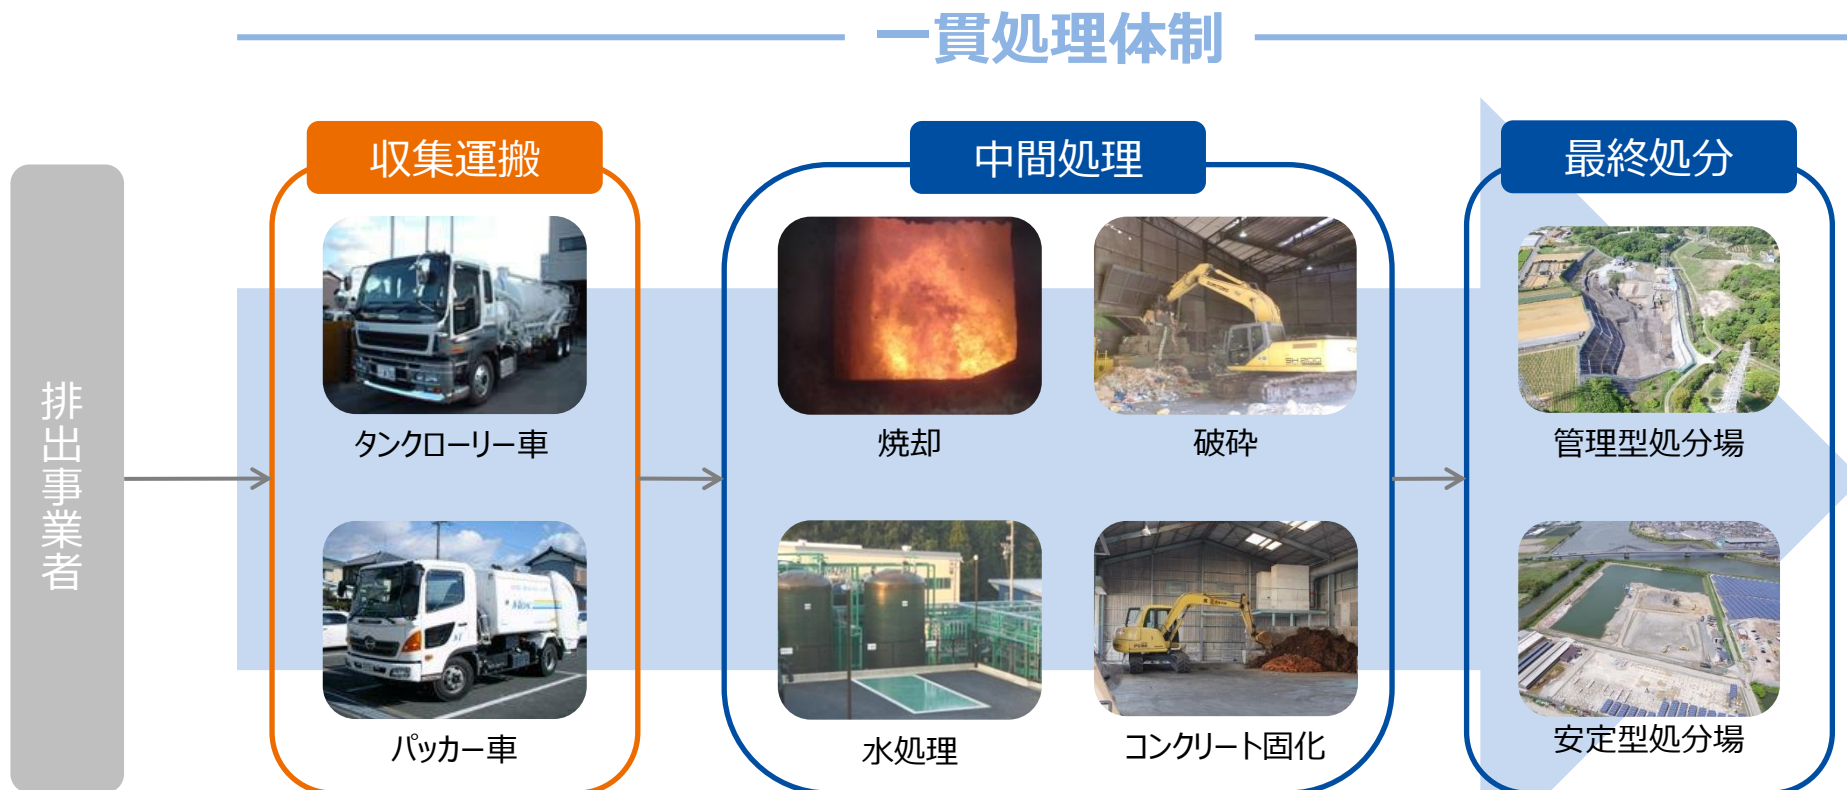 一貫処理体制
排出事業者
収集運搬
タンクローリー車
パッカー車
中間処理
焼却
破砕
SH200
水処理
コンクリート固化
最終処分
管理型処分場
安定型処分場